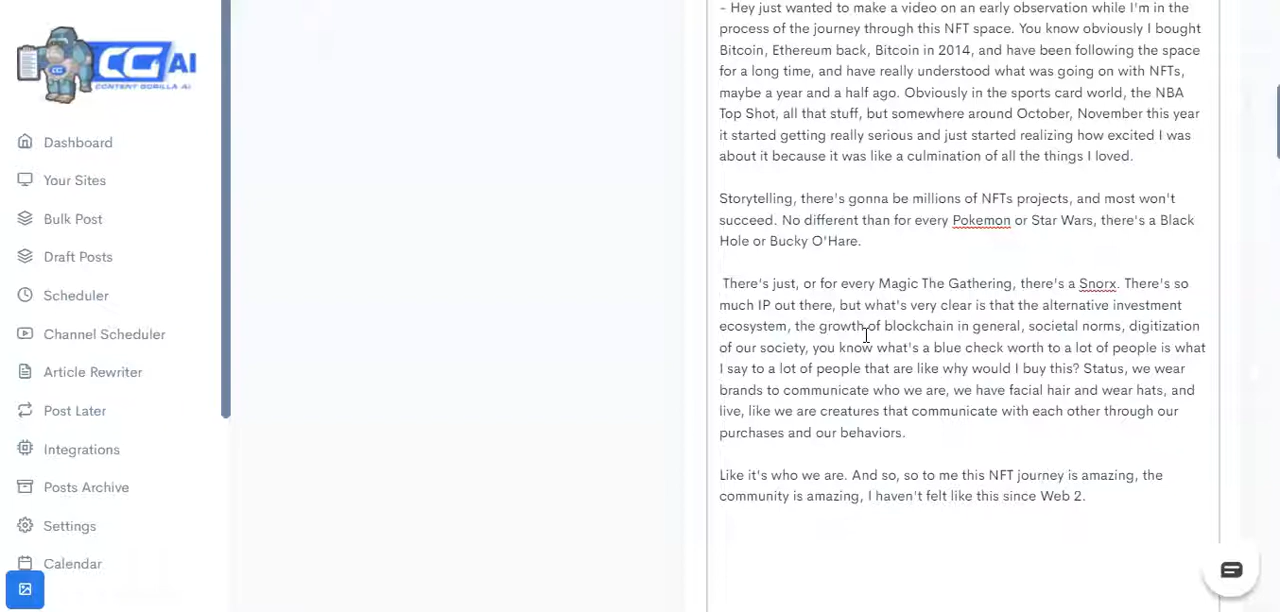 CG AI
CONTENT GORILLA AI
CG
Dashboard
Your Sites
Bulk Post
Draft Posts
Scheduler
Channel Scheduler
Article Rewriter
Post Later
Integrations
Posts Archive
Settings
Calendar
- Hey just wanted to make a video on an early observation while I'm in the
process of the journey through this NFT space. You know obviously I bought
Bitcoin, Ethereum back, Bitcoin in 2014, and have been following the space
for a long time, and have really understood what was going on with NFTs,
maybe a year and a half ago. Obviously in the sports card world, the NBA
Top Shot, all that stuff, but somewhere around October, November this year
it started getting really serious and just started realizing how excited I was
about it because it was like a culmination of all the things I loved.
Storytelling, there's gonna be millions of NFTs projects, and most won't
succeed. No different than for every Pokemon or Star Wars, there's a Black
Hole or Bucky O'Hare.
There's just, or for every Magic The Gathering, there's a Snorx. There's so
much IP out there, but what's very clear is that the alternative investment
ecosystem, the growth of blockchain in general, societal norms, digitization
of our society, you know what's a blue check worth to a lot of people is what
I say to a lot of people that are like why would I buy this? Status, we wear
brands to communicate who we are, we have facial hair and wear hats, and
live, like we are creatures that communicate with each other through our
purchases and our behaviors.
Like it's who we are. And so, so to me this NFT journey is amazing, the
community is amazing, I haven't felt like this since Web 2.